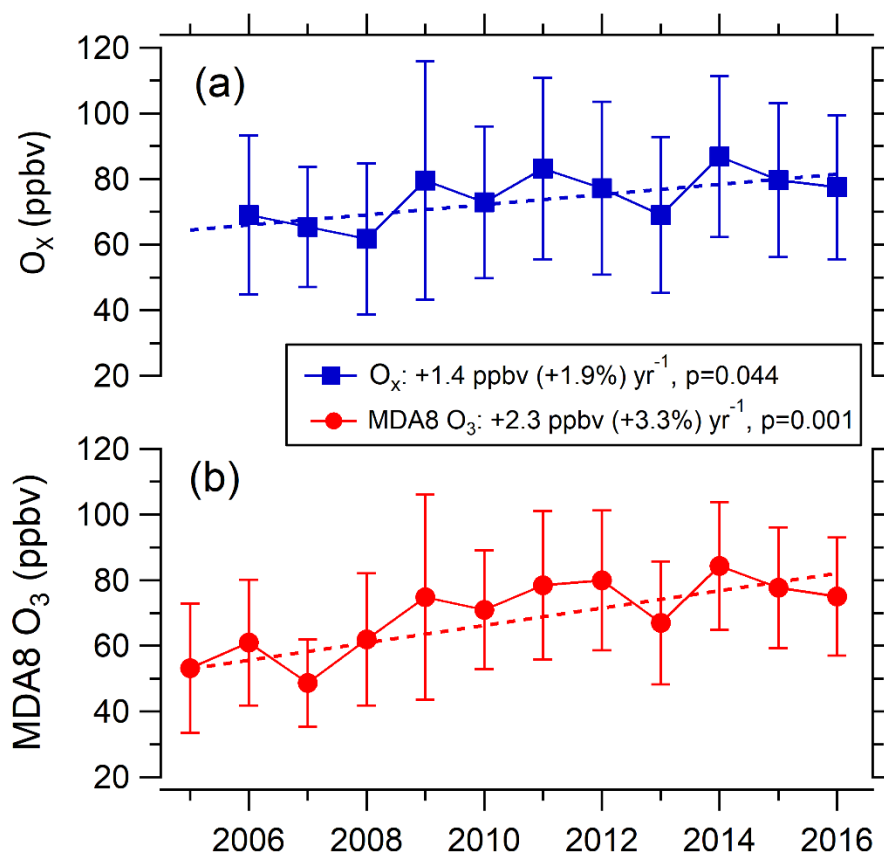 120
(a)
100
80
60
40
20
Oₓ (ppbv)
Oₓ: +1.4 ppbv (+1.9%) yr⁻¹, p=0.044
MDA8 O₃: +2.3 ppbv (+3.3%) yr⁻¹, p=0.001
120
(b)
100
80
60
40
20
MDA8 O₃ (ppbv)
2006 2008 2010 2012 2014 2016